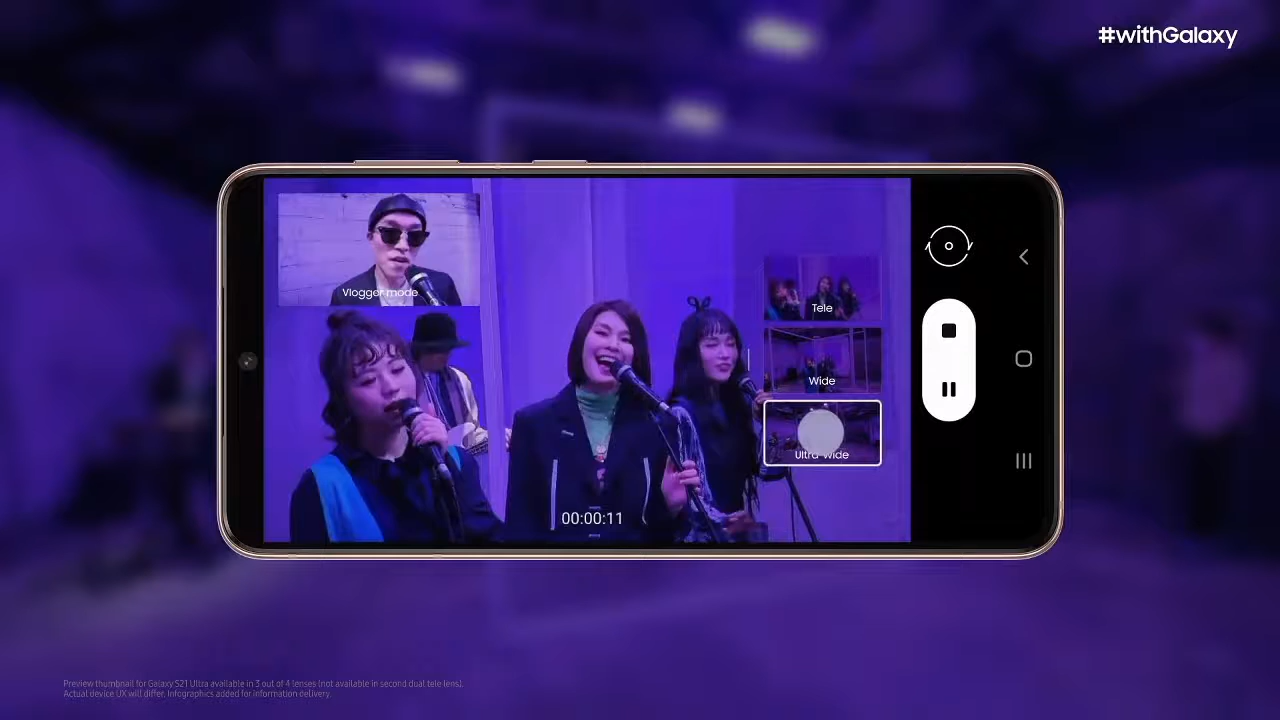 #withGalaxy
Vlogger mode
Tele
Wide
Ultra-wide
00:00:11
Preview thumbnail for Galaxy S21 Ultra available in 3 out of 4 lenses (not available in second dual tele lens).
Actual device UX will differ. Infographics added for information delivery.